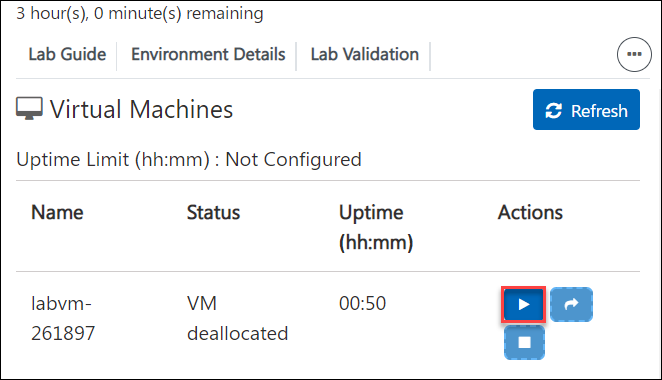 3 hour(s), 0 minute(s) remaining
Lab Guide Environment Details Lab Validation
Virtual Machines Refresh
Uptime Limit (hh:mm) : Not Configured
Name Status Uptime (hh:mm) Actions
labvm-261897 VM deallocated 00:50